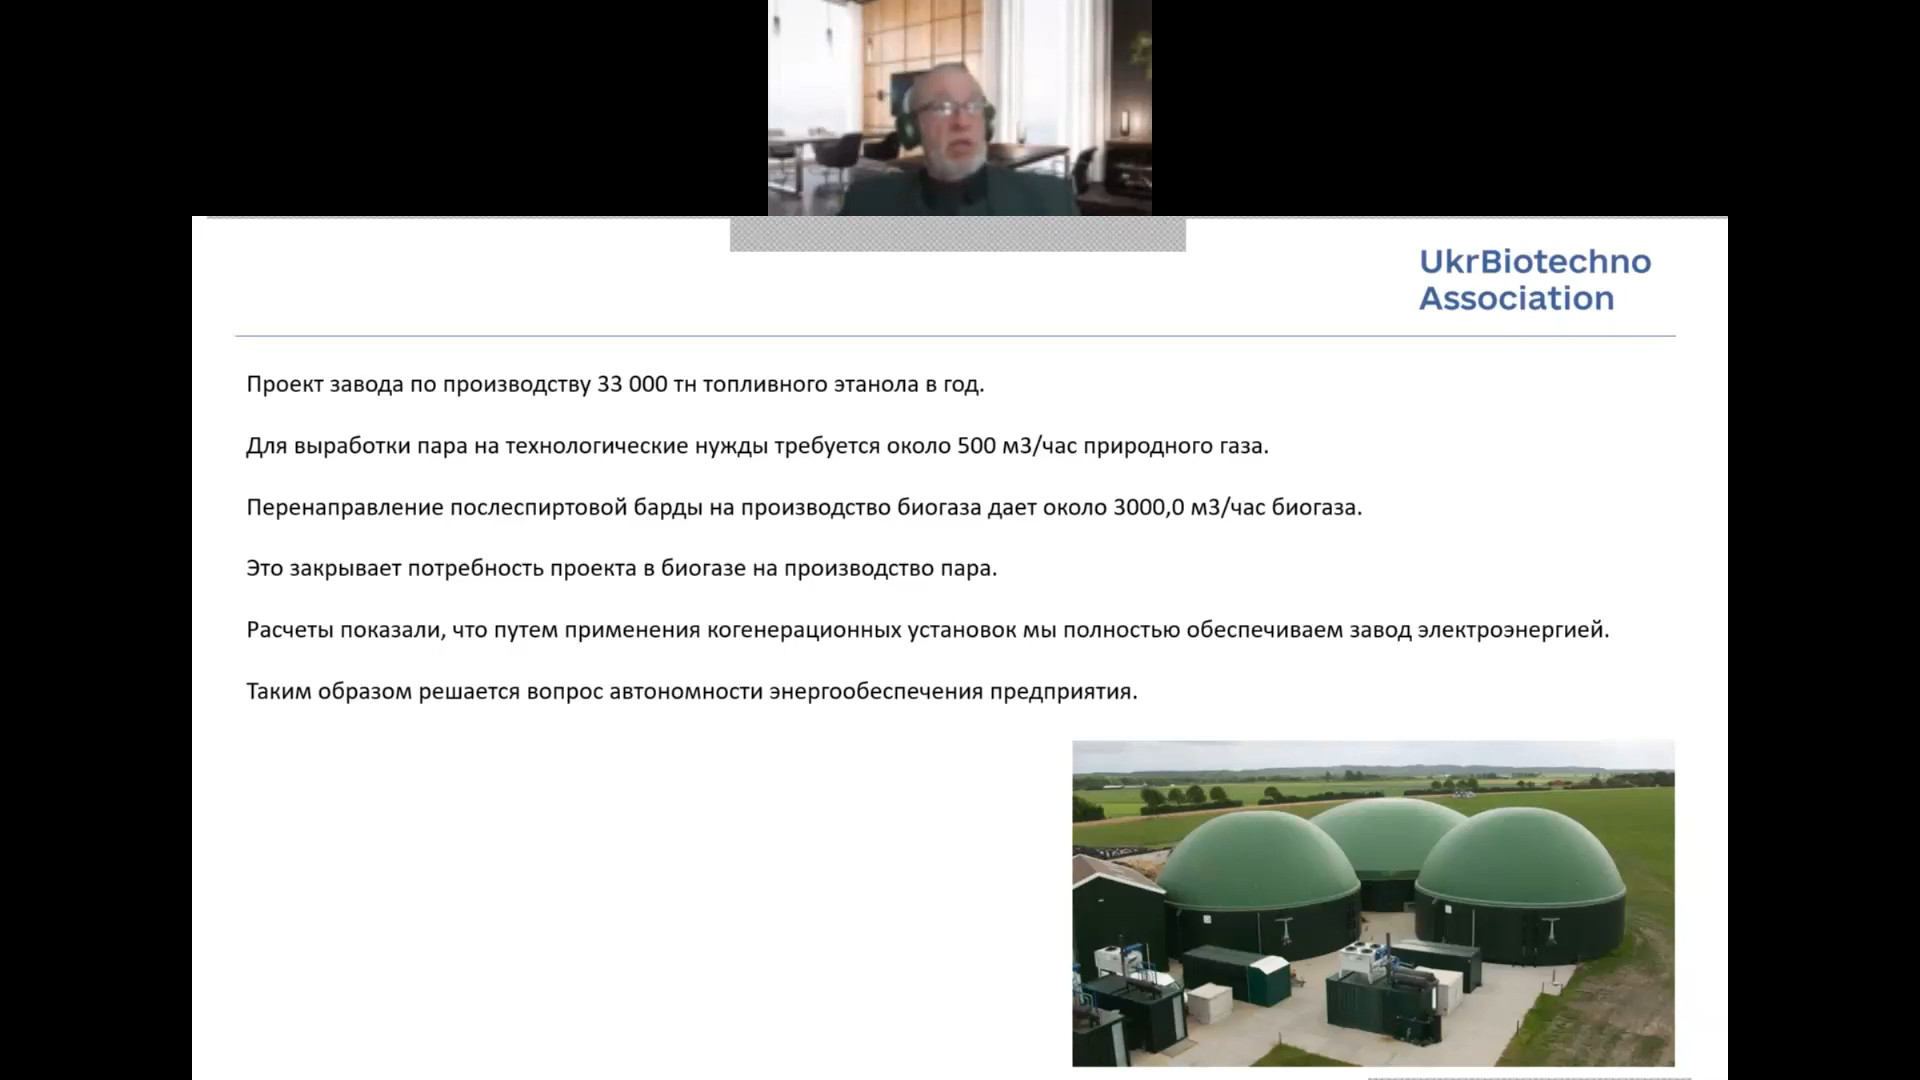 UkrBiotechno
Association
Проект завода по производству 33 000 тн топливного этанола в год.
Для выработки пара на технологические нужды требуется около 500 м3/час природного газа.
Перенаправление послеспиртовой барды на производство биогаза дает около 3000,0 м3/час биогаза.
Это закрывает потребность проекта в биогазе на производство пара.
Расчеты показали, что путем применения когенерационных установок мы полностью обеспечиваем завод электроэнергией.
Таким образом решается вопрос автономности энергообеспечения предприятия.